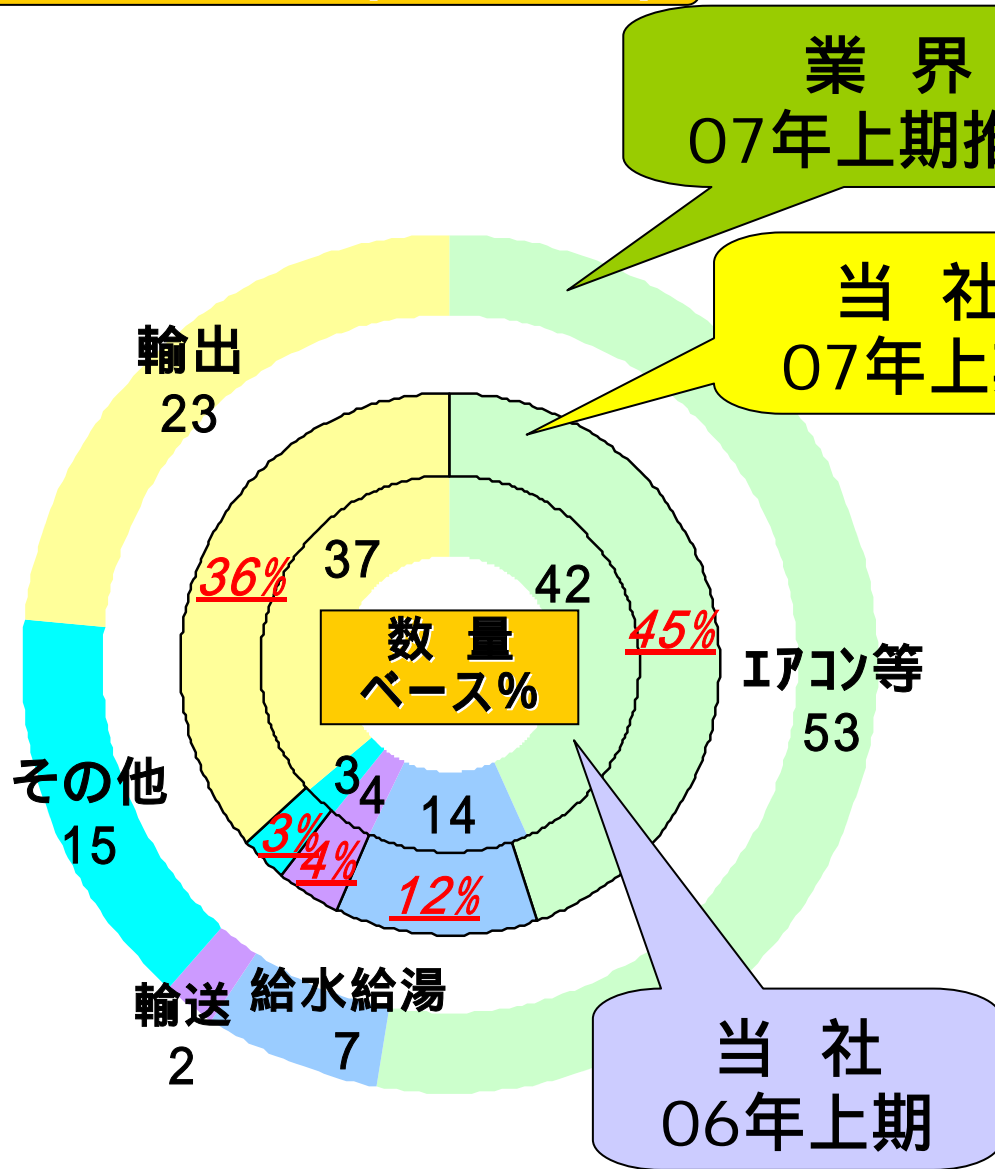 業 界
07年上期推
当 社
07年上期
輸出
23
37
42
36%
45%
数 量
ベース%
エアコン等
53
その他
15
3
4
14
3%
4%
12%
輸送
2
給水給湯
7
当 社
06年上期